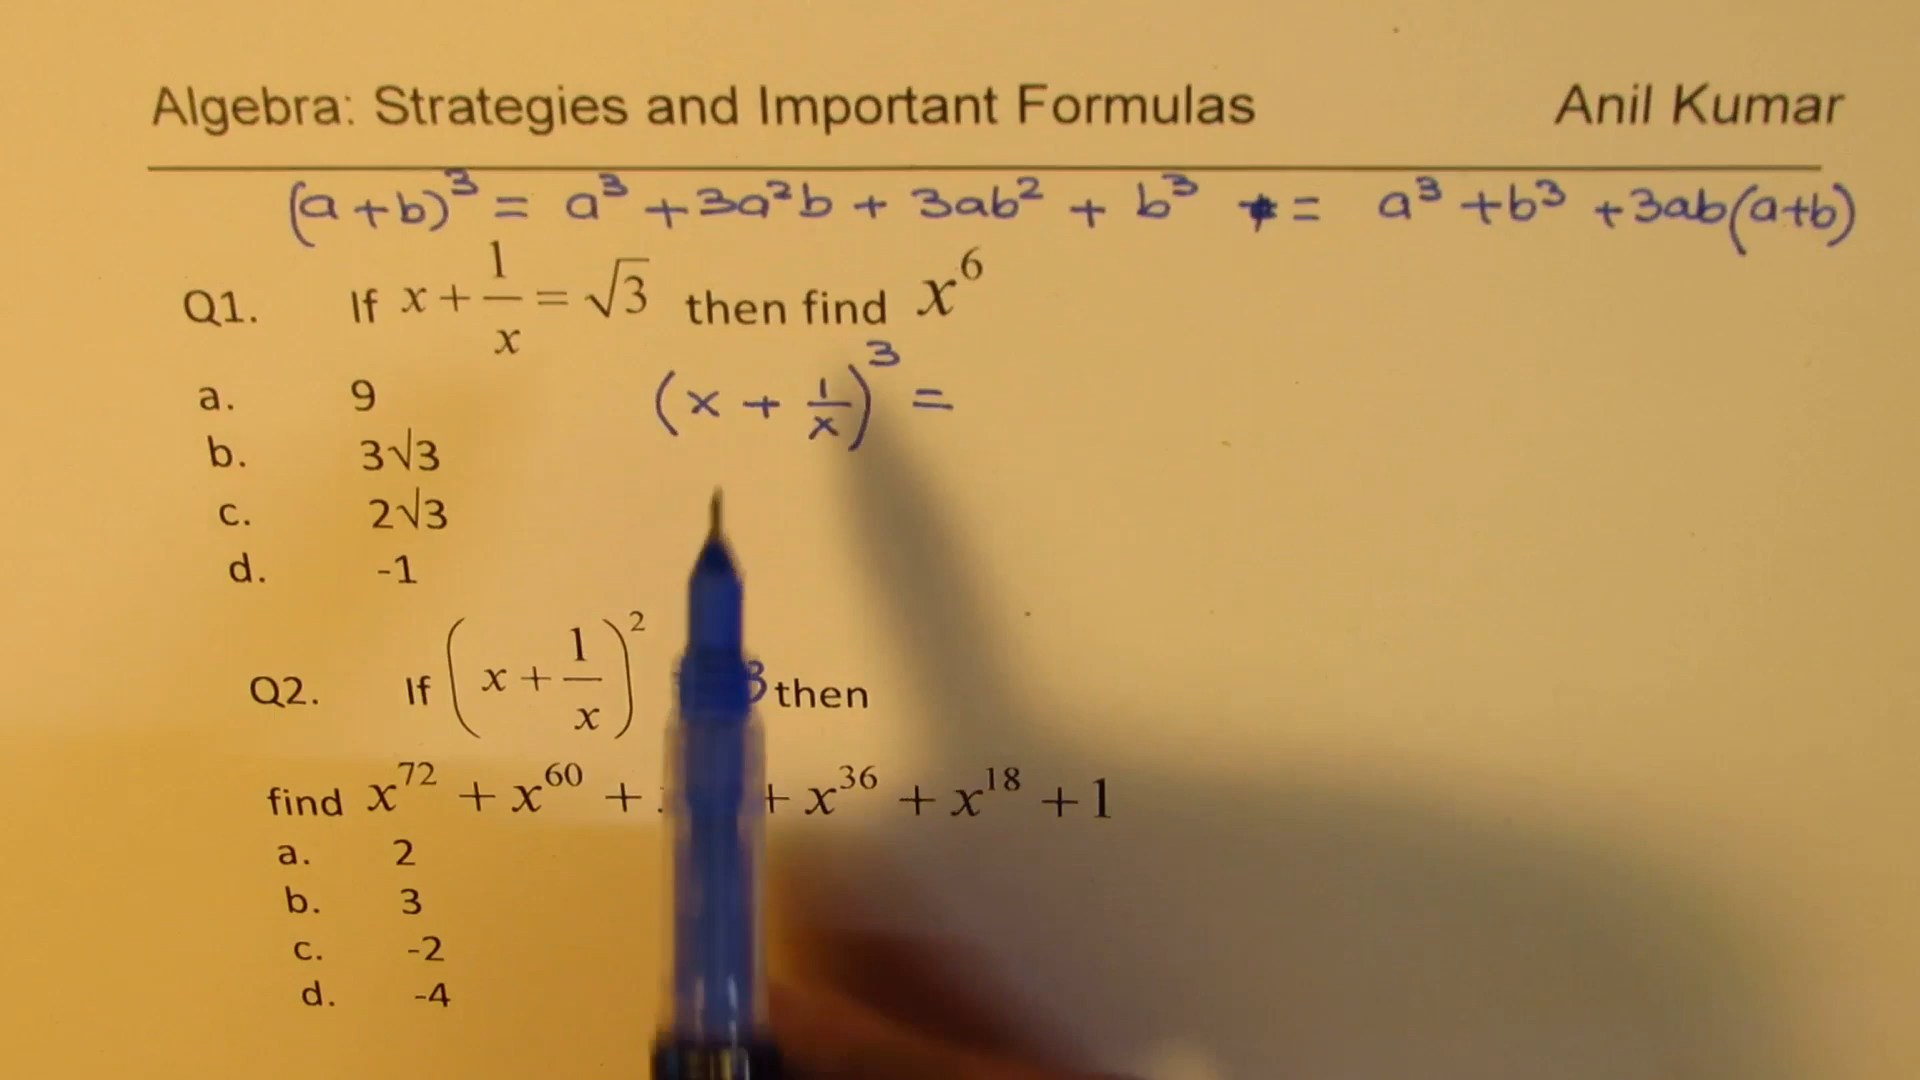 Algebra: Strategies and Important Formulas Anil Kumar
(a+b)³ = a³ + 3a²b + 3ab² + b³ = a³ + b³ + 3ab(a+b)
Q1. If x + 1/x = √3 then find x⁶
(x + 1/x)³ =
a. 9
b. 3√3
c. 2√3
d. -1
Q2. If (x + 1/x)² 3 then
find x⁷² + x⁶⁰ + + x³⁶ + x¹⁸ + 1
a. 2
b. 3
c. -2
d. -4